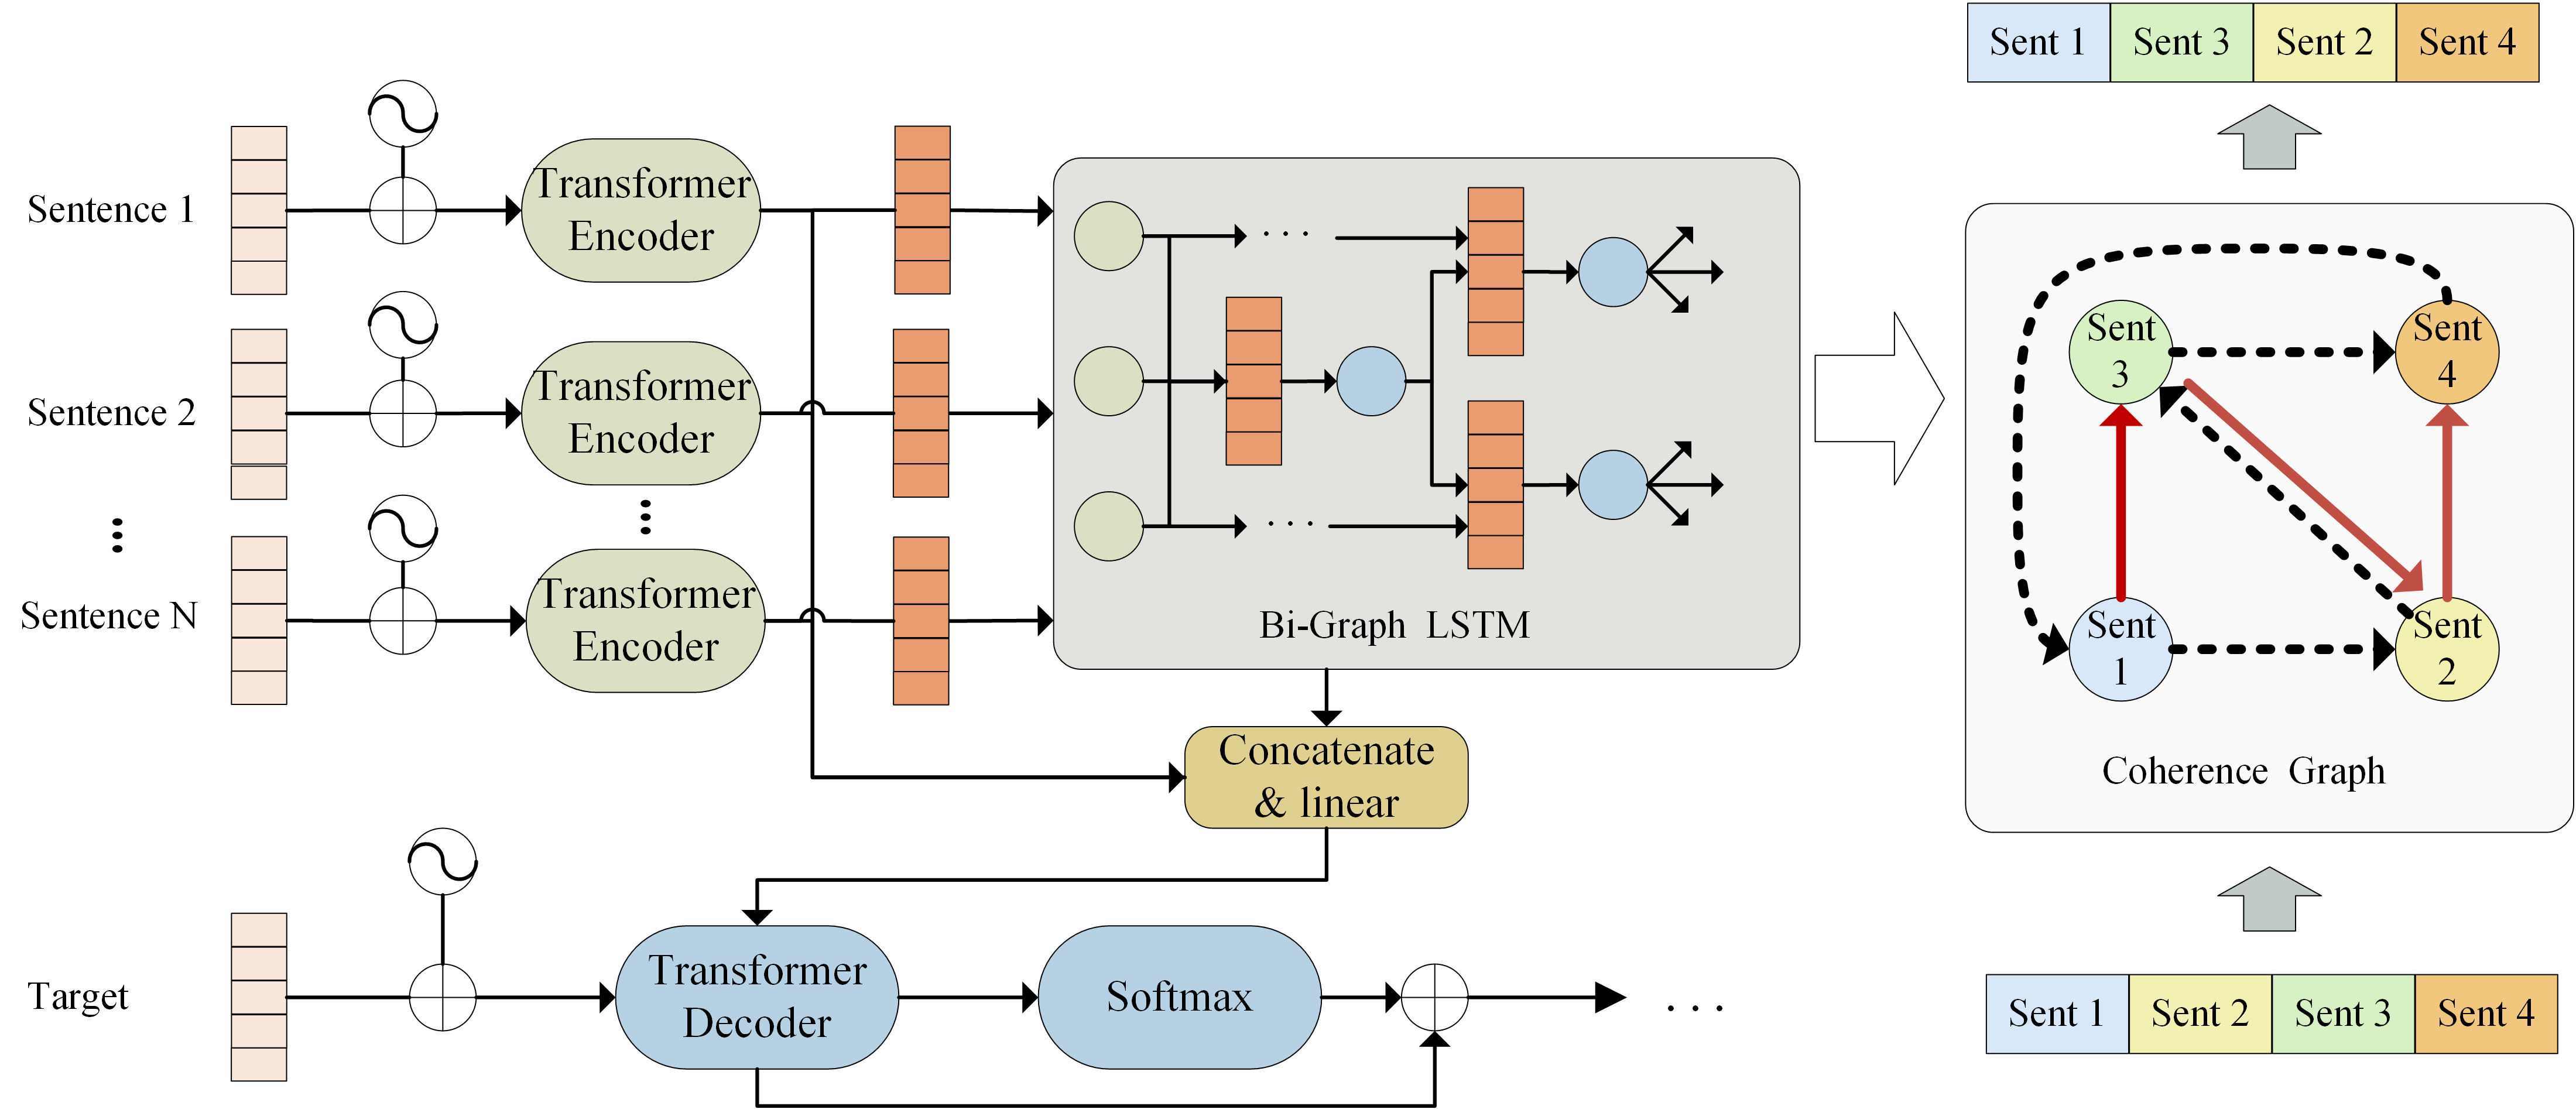 Sent 1 Sent 3 Sent 2 Sent 4
Sentence 1
Transformer
Encoder
Sentence 2
Transformer
Encoder
Sentence N
Transformer
Encoder
Bi-Graph LSTM
Concatenate
& linear
Target
Transformer
Decoder
Softmax
Sent
3
Sent
4
Sent
1
Sent
2
Coherence Graph
Sent 1 Sent 2 Sent 3 Sent 4